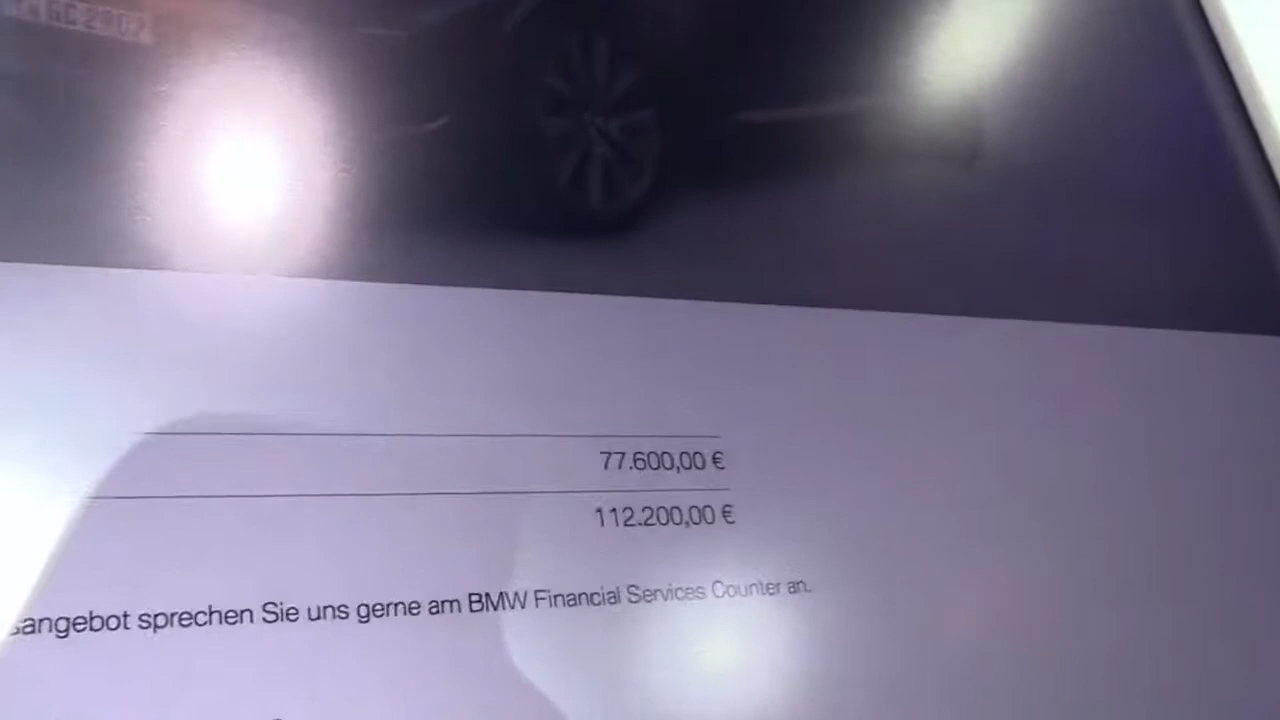 77.600,00 €
112.200,00 €
sangebot sprechen Sie uns gerne am BMW Financial Services Counter an.